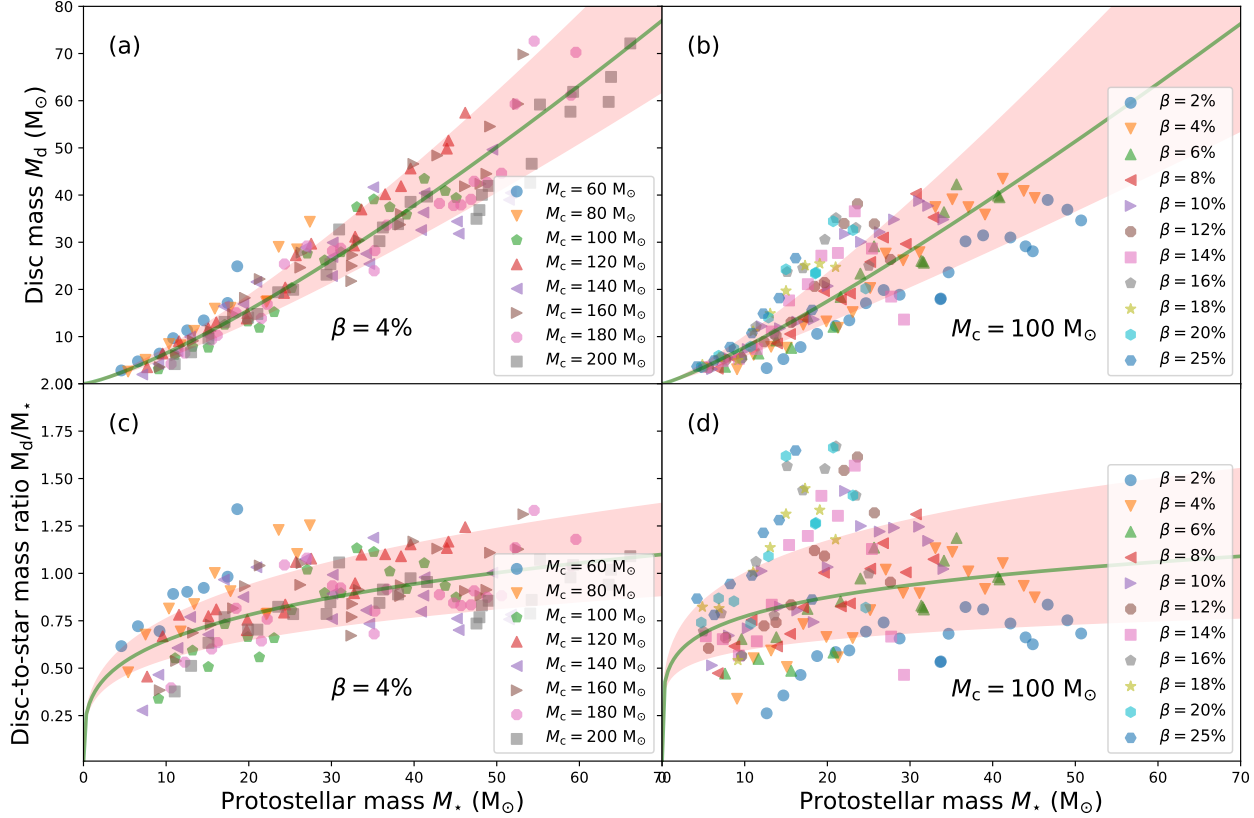 80
70
60
50
40
30
20
10
2.00
(a)
β = 4%
M_c = 60 M_⊙
M_c = 80 M_⊙
M_c = 100 M_⊙
M_c = 120 M_⊙
M_c = 140 M_⊙
M_c = 160 M_⊙
M_c = 180 M_⊙
M_c = 200 M_⊙
Disc mass M_d (M_⊙)
(b)
M_c = 100 M_⊙
β = 2%
β = 4%
β = 6%
β = 8%
β = 10%
β = 12%
β = 14%
β = 16%
β = 18%
β = 20%
β = 25%
1.75
1.50
1.25
1.00
0.75
0.50
0.25
(c)
β = 4%
M_c = 60 M_⊙
M_c = 80 M_⊙
M_c = 100 M_⊙
M_c = 120 M_⊙
M_c = 140 M_⊙
M_c = 160 M_⊙
M_c = 180 M_⊙
M_c = 200 M_⊙
Disc-to-star mass ratio M_d/M_⋆
0 10 20 30 40 50 60
Protostellar mass M_⋆ (M_⊙)
(d)
M_c = 100 M_⊙
β = 2%
β = 4%
β = 6%
β = 8%
β = 10%
β = 12%
β = 14%
β = 16%
β = 18%
β = 20%
β = 25%
10 20 30 40 50 60 70
Protostellar mass M_⋆ (M_⊙)